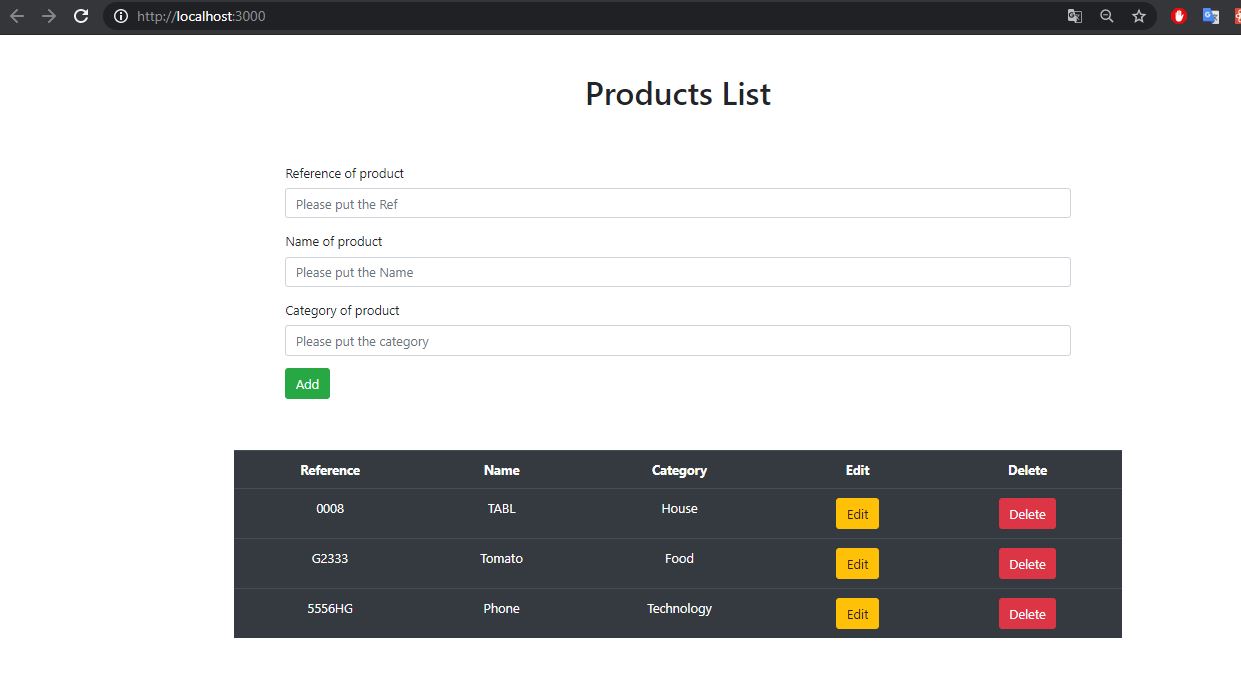 http://localhost:3000
Products List
Reference of product
Please put the Ref
Name of product
Please put the Name
Category of product
Please put the category
Add
Reference Name Category Edit Delete
0008 TABL House Edit Delete
G2333 Tomato Food Edit Delete
5556HG Phone Technology Edit Delete